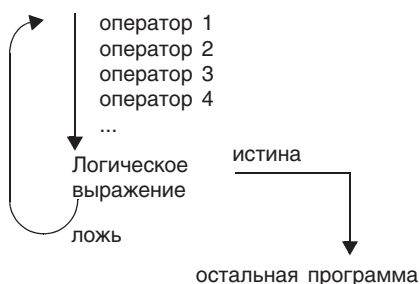 оператор 1
оператор 2
оператор 3
оператор 4
...
Логическое
выражение
истина
ложь
остальная программа